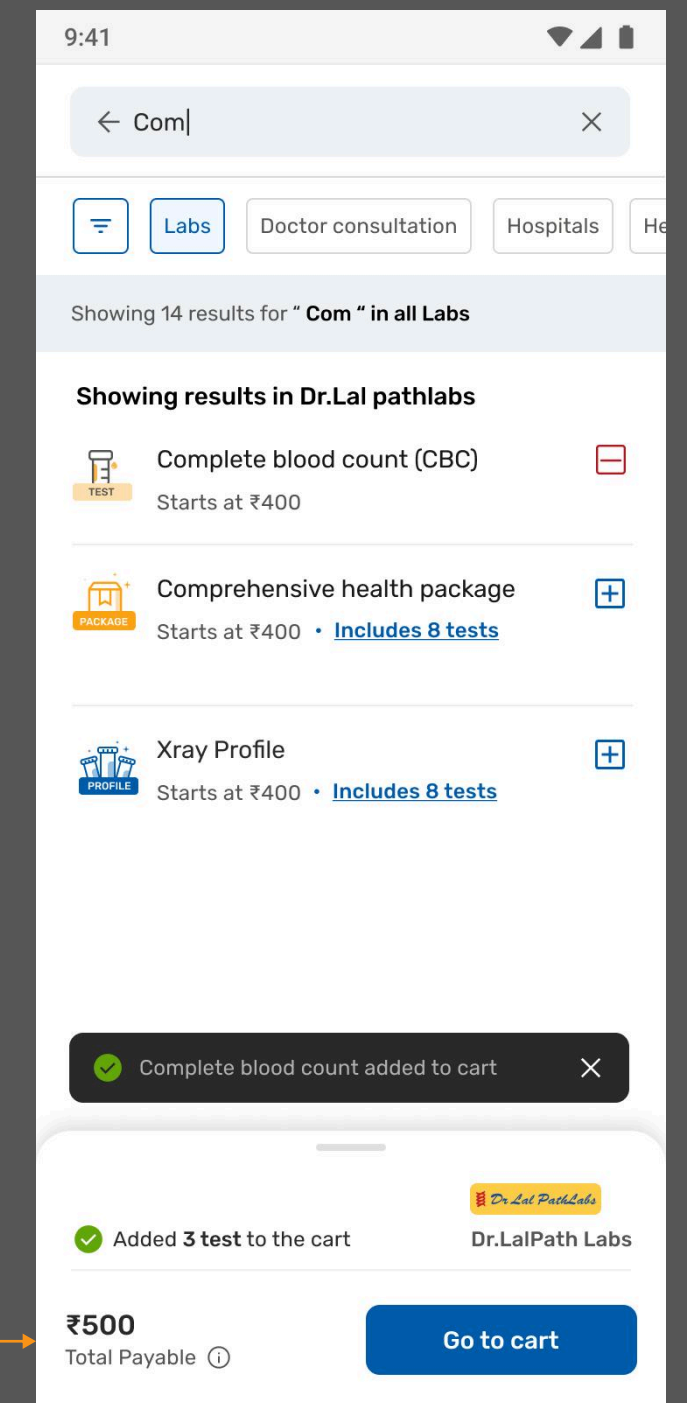 9:41
Com
Labs
Doctor consultation
Hospitals
He
Showing 14 results for “ Com “ in all Labs
Showing results in Dr.Lal pathlabs
Complete blood count (CBC)
TEST
Starts at ₹400
Comprehensive health package
PACKAGE
Starts at ₹400 • Includes 8 tests
Xray Profile
PROFILE
Starts at ₹400 • Includes 8 tests
Complete blood count added to cart
Dr Lal PathLabs
Added 3 test to the cart
Dr.LalPath Labs
₹500
Total Payable
Go to cart